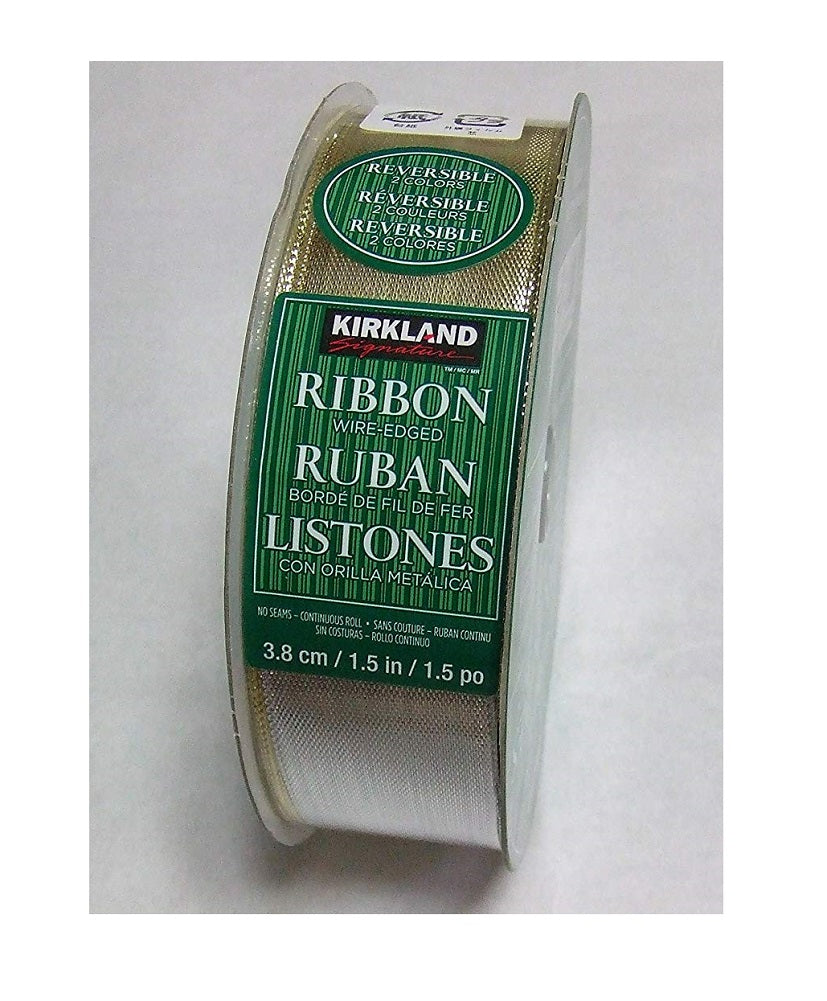 REVERSIBLE
2 COLORS
RÉVERSIBLE
2 COULEURS
REVERSIBLE
2 COLORES
KIRKLAND
Signature
TM/MC/MR
RIBBON
WIRE-EDGED
RUBAN
BORDÉ DE FIL DE FER
LISTONES
CON ORILLA METÁLICA
NO SEAMS – CONTINUOUS ROLL • SANS COUTURE – RUBAN CONTINU
SIN COSTURAS – ROLLO CONTINUO
3.8 cm / 1.5 in / 1.5 po